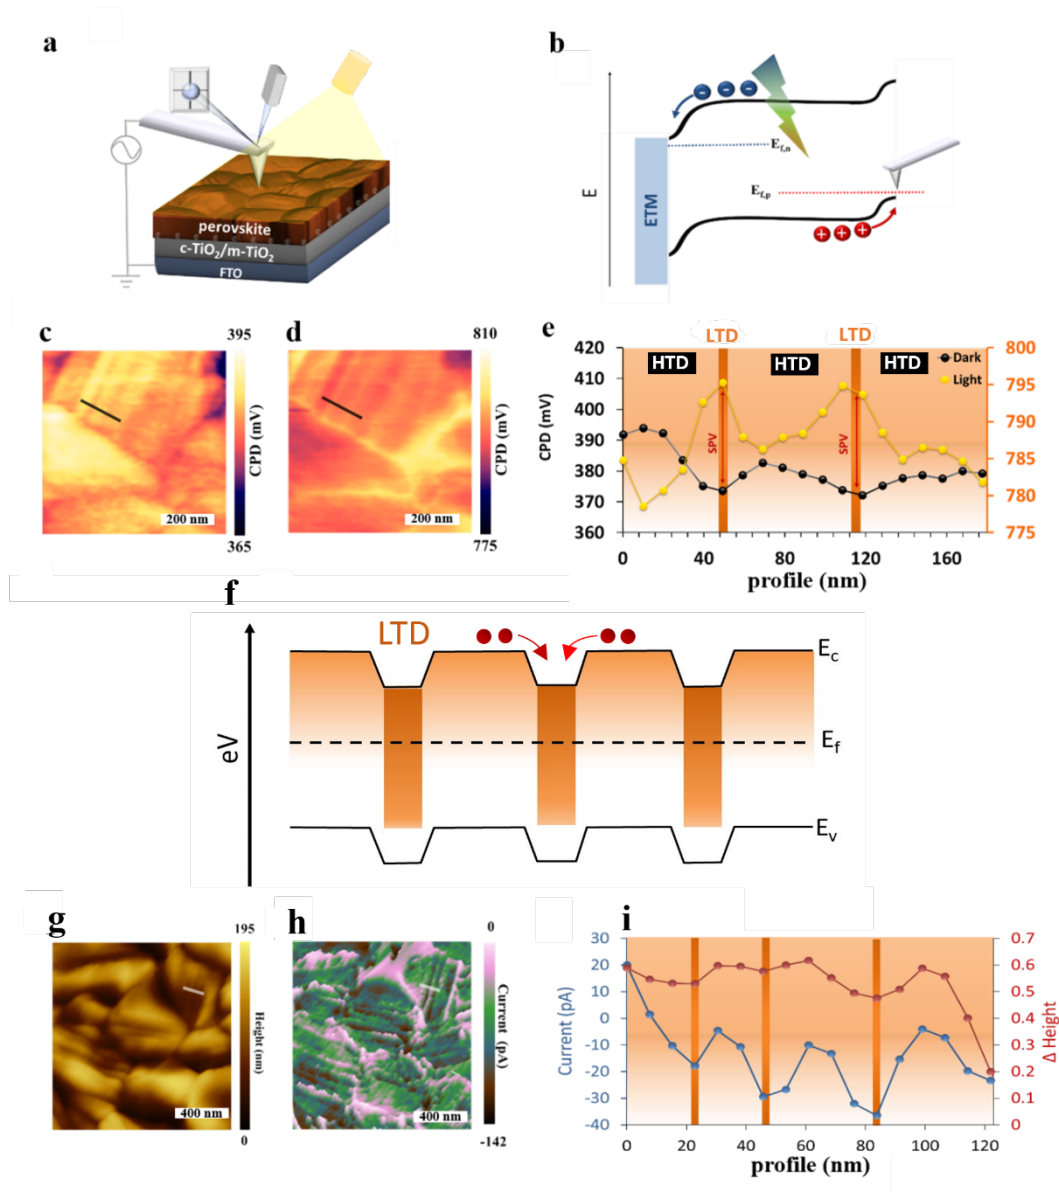 a
perovskite
c-TiO₂/m-TiO₂
FTO
b
E
ETM
E_f,n
E_f,p
c
395
CPD (mV)
200 nm
365
d
810
CPD (mV)
200 nm
775
e
LTD LTD
HTD HTD HTD
Dark
Light
SPV SPV
CPD (mV)
420
410
400
390
380
370
360
800
795
790
785
780
775
0 40 80 120 160
profile (nm)
f
LTD
eV
E_c
E_f
E_v
g
195
Height (nm)
400 nm
0
h
0
Current (pA)
400 nm
-142
i
Current (pA)
30
20
10
0
-10
-20
-30
-40
0.7
0.6
0.5
0.4
0.3
0.2
0.1
0
Δ Height
0 20 40 60 80 100 120
profile (nm)